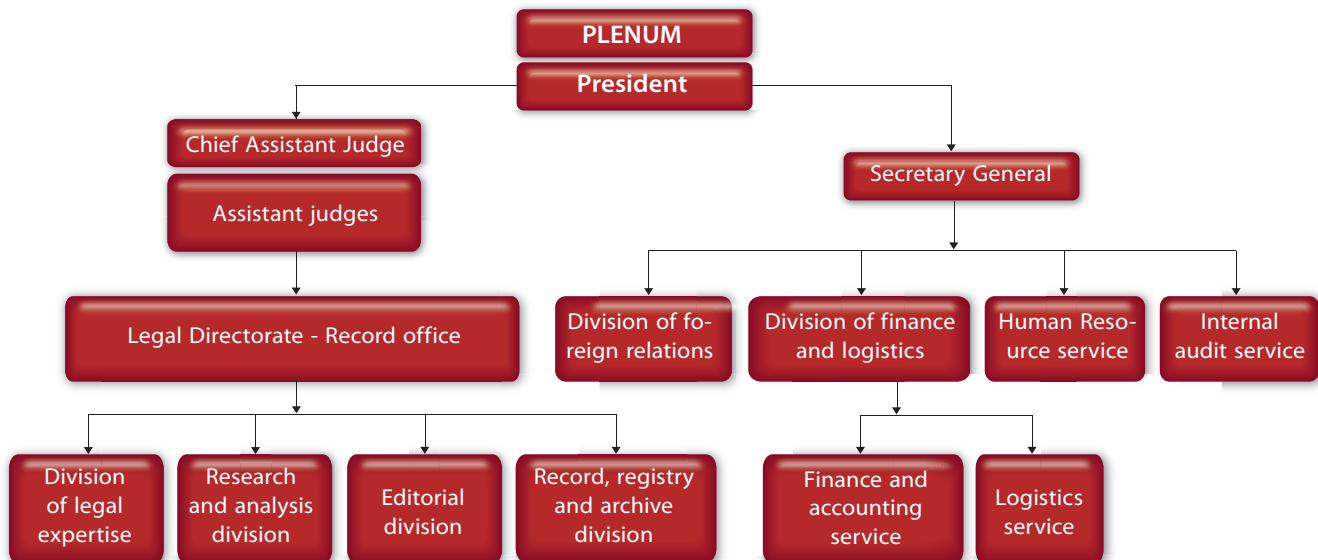 PLENUM
President
Chief Assistant Judge
Assistant judges
Secretary General
Legal Directorate - Record office
Division of fo-
reign relations
Division of finance
and logistics
Human Reso-
urce service
Internal
audit service
Division
of legal
expertise
Research
and analysis
division
Editorial
division
Record, registry
and archive
division
Finance and
accounting
service
Logistics
service